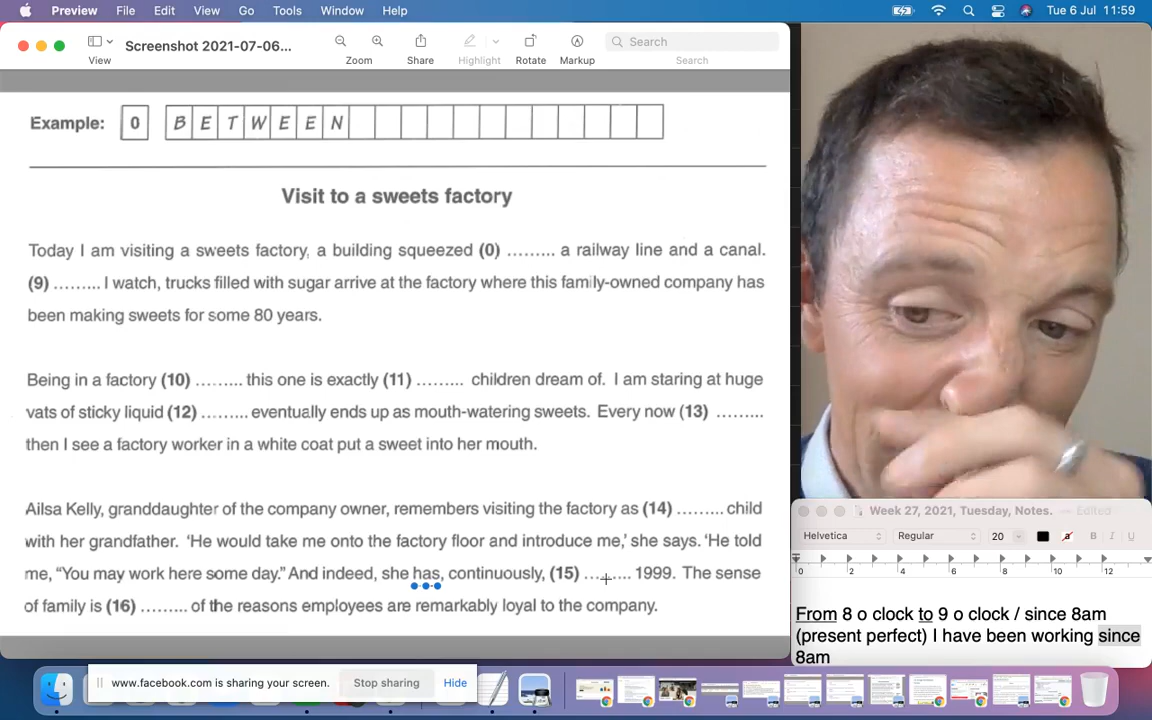 Preview File Edit View Go Tools Window Help Tue 6 Jul 11:59
Screenshot 2021-07-06... Search
View Zoom Share Highlight Rotate Markup Search
Example: 0 BETWEEN
Visit to a sweets factory
Today I am visiting a sweets factory, a building squeezed (0) ......... a railway line and a canal.
(9) ......... I watch, trucks filled with sugar arrive at the factory where this family-owned company has
been making sweets for some 80 years.
Being in a factory (10) ......... this one is exactly (11) ......... children dream of. I am staring at huge
vats of sticky liquid (12) ......... eventually ends up as mouth-watering sweets. Every now (13) .........
then I see a factory worker in a white coat put a sweet into her mouth.
Ailsa Kelly, granddaughter of the company owner, remembers visiting the factory as (14) ......... child
with her grandfather. ‘He would take me onto the factory floor and introduce me,’ she says. ‘He told
me, “You may work here some day.” And indeed, she has, continuously, (15) ......... 1999. The sense
of family is (16) ......... of the reasons employees are remarkably loyal to the company.
Week 27, 2021, Tuesday, Notes. Edited
Helvetica Regular 20 a B I U
0 2 4 6 8 10 12
From 8 o clock to 9 o clock / since 8am
(present perfect) I have been working since
8am
www.facebook.com is sharing your screen. Stop sharing Hide